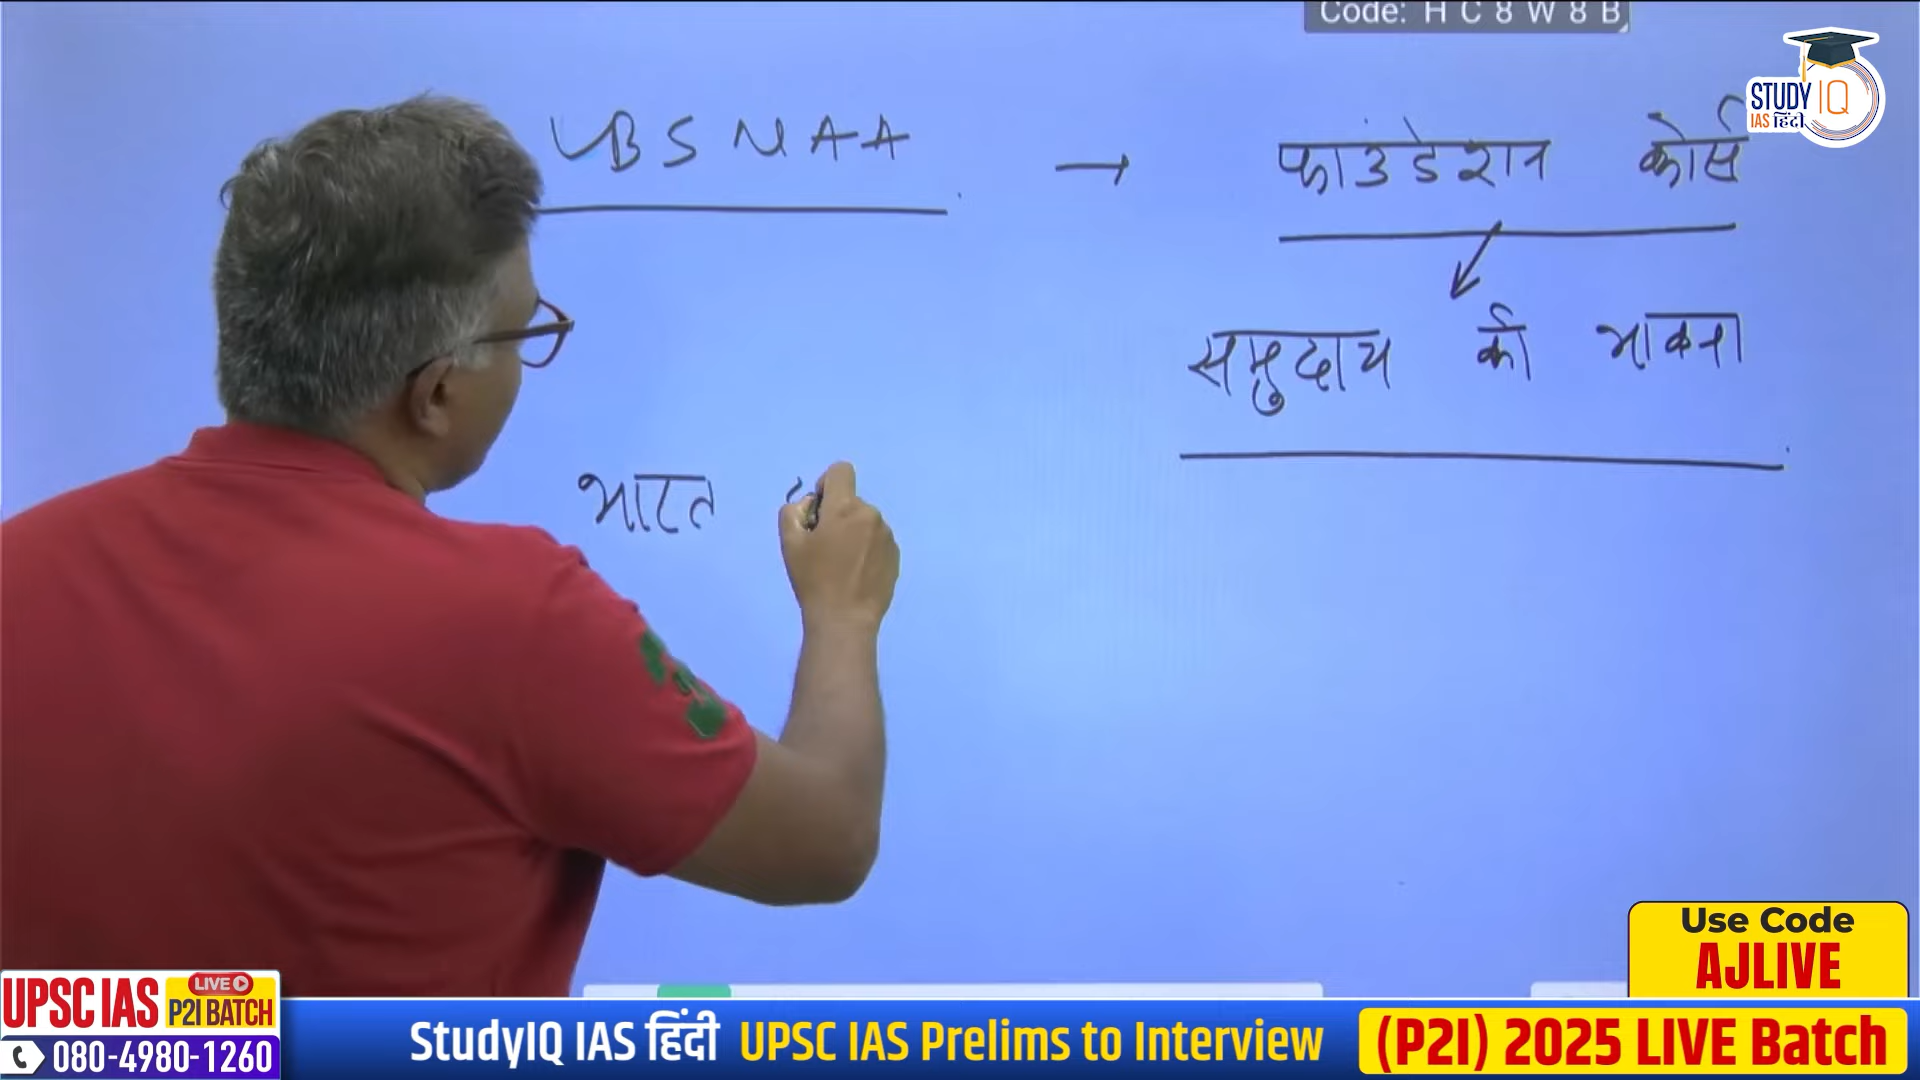 Code: H C 8 W 8 B
STUDY IQ
IAS हिंदी
LBSNAA → फाउंडेशन कोर्स
समुदाय की भावना
भारत
Use Code
AJLIVE
UPSC IAS LIVE P2I BATCH
080-4980-1260
StudyIQ IAS हिंदी UPSC IAS Prelims to Interview (P2I) 2025 LIVE Batch